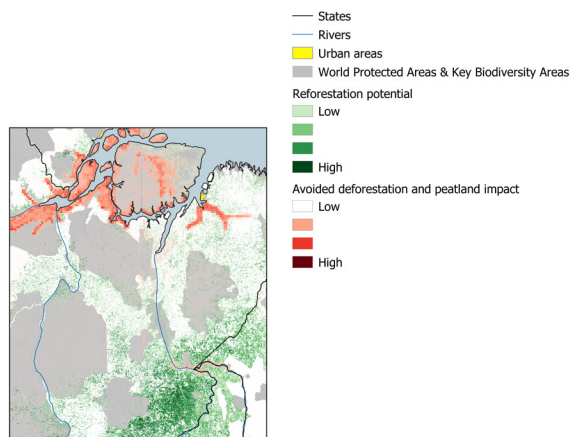 States
Rivers
Urban areas
World Protected Areas & Key Biodiversity Areas
Reforestation potential
Low
High
Avoided deforestation and peatland impact
Low
High